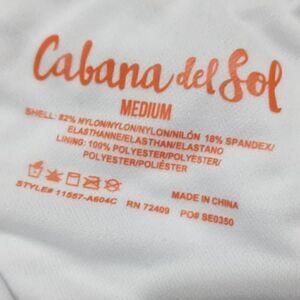 Cabana del Sol
MEDIUM
SHELL: 82% NYLON/NYLON/NYLON/NILÓN 18% SPANDEX/
ELASTHANNE/ELASTHAN/ELASTANO
LINING: 100% POLYESTER/POLYESTER/
POLYESTER/POLIÉSTER
MADE IN CHINA
STYLE# 11557-A604C RN 72409 PO# SE0350